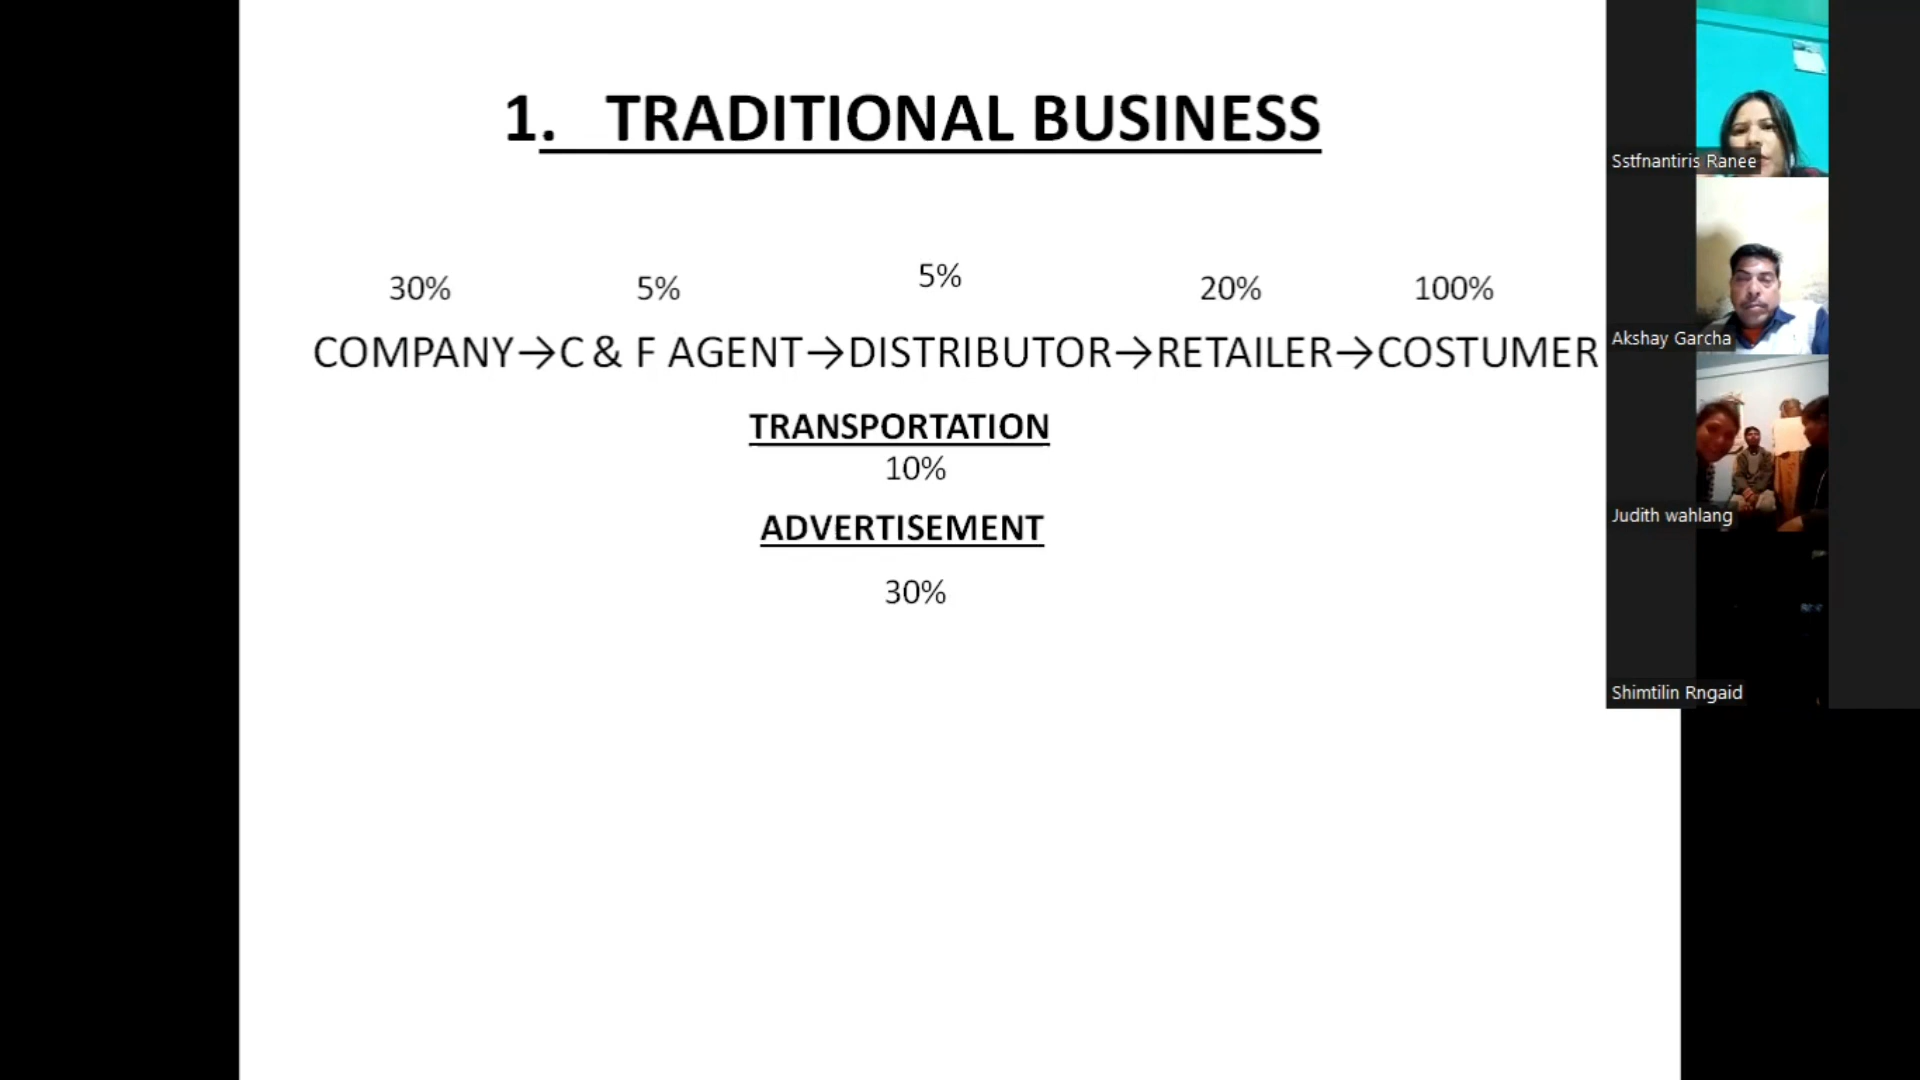 1. TRADITIONAL BUSINESS
30% 5% 5% 20% 100%
COMPANY→C & F AGENT→DISTRIBUTOR→RETAILER→COSTUMER
TRANSPORTATION
10%
ADVERTISEMENT
30%
Sstfnantiris Ranee
Akshay Garcha
Judith wahlang
Shimtilin Rngaid